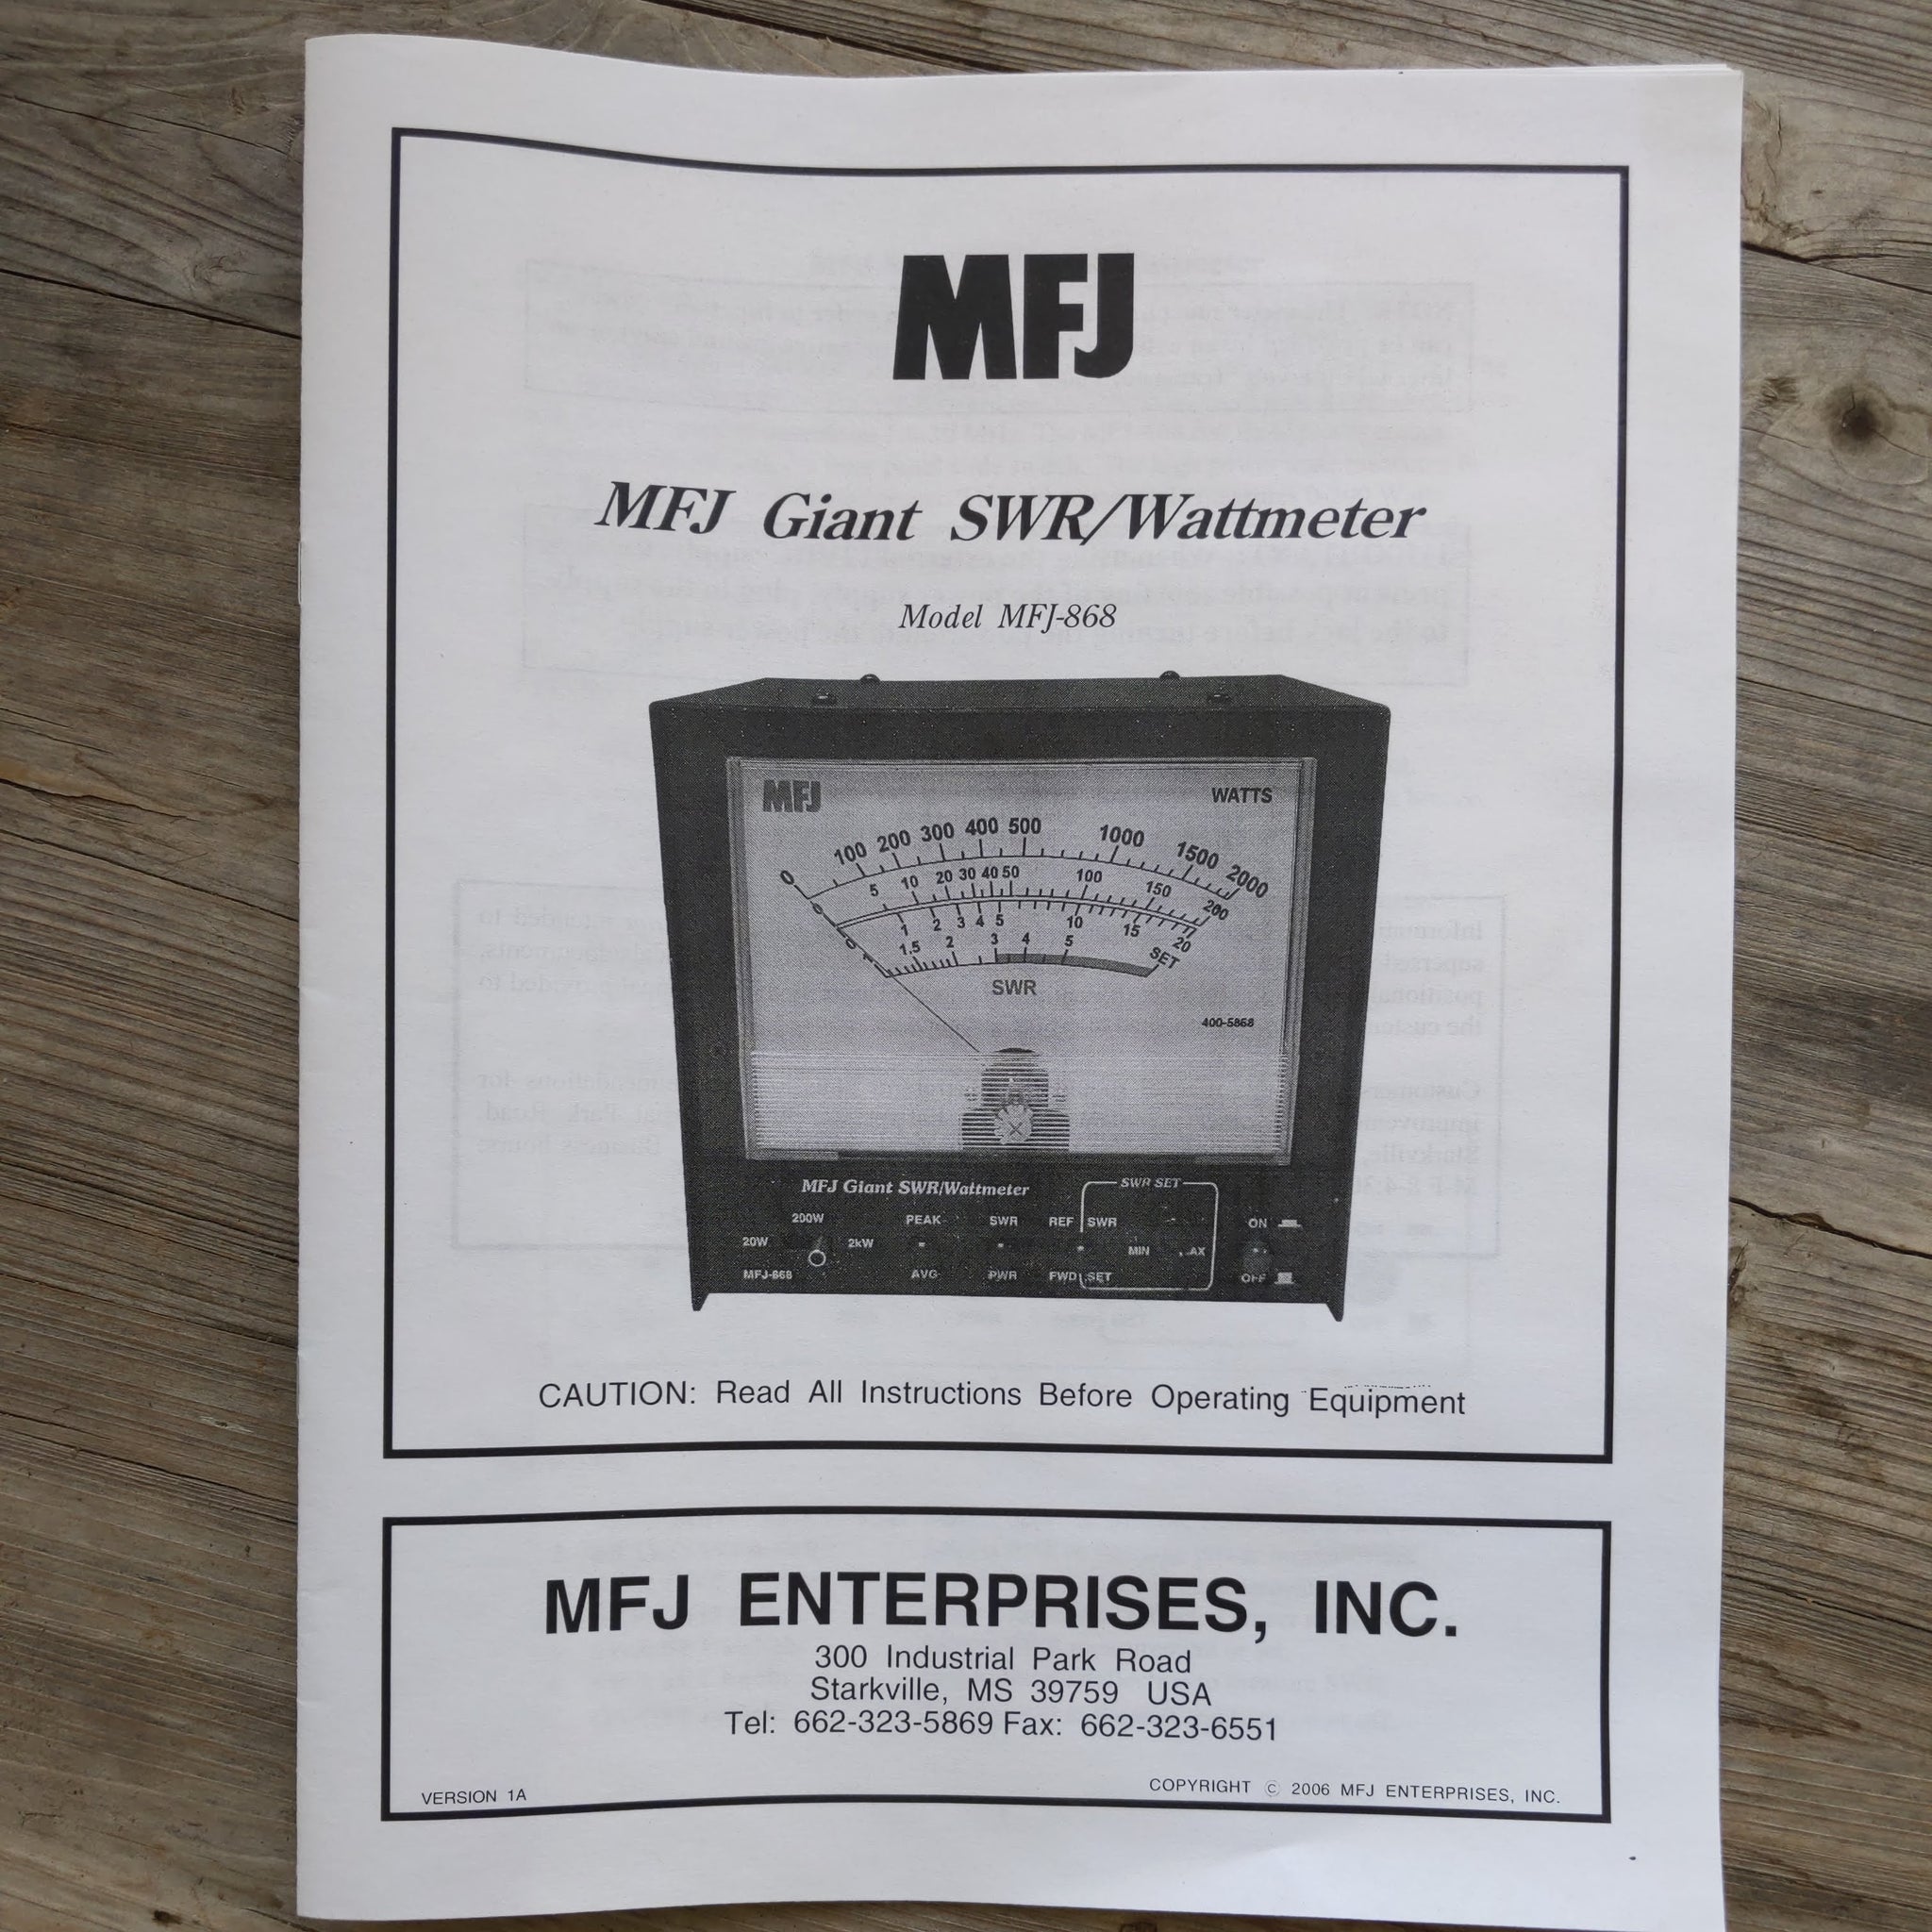 MFJ
MFJ Giant SWR/Wattmeter
Model MFJ-868
MFJ
WATTS
0 100 200 300 400 500 1000 1500 2000
0 5 10 20 30 40 50 100 150 200
0 1 2 3 4 5 10 15 20
1 1.5 2 3 4 5 SET
SWR
400-5868
MFJ Giant SWR/Wattmeter
SWR SET
200W PEAK SWR REF SWR ON
20W 2kW MIN
MFJ-868 AVG PWR FWD SET OFF
CAUTION: Read All Instructions Before Operating Equipment
MFJ ENTERPRISES, INC.
300 Industrial Park Road
Starkville, MS 39759 USA
Tel: 662-323-5869 Fax: 662-323-6551
VERSION 1A
COPYRIGHT © 2006 MFJ ENTERPRISES, INC.